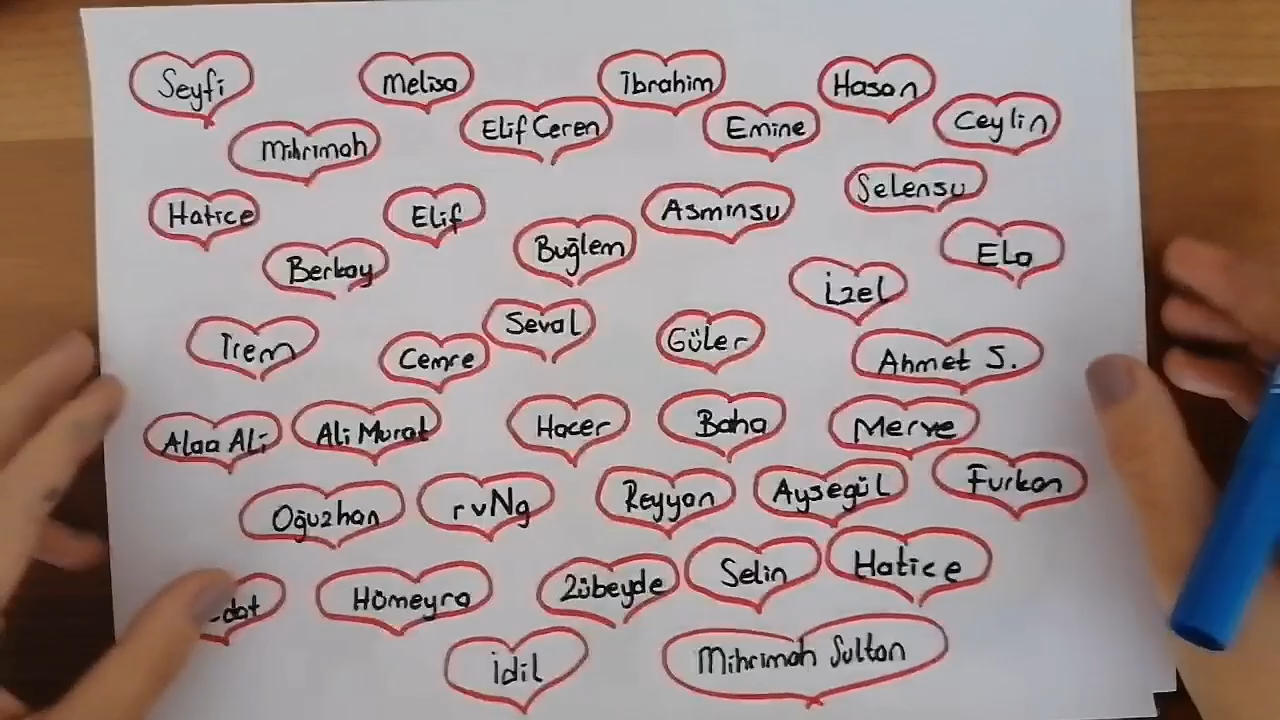 Seyfi
Melisa
İbrahim
Hasan
Mihrimah
Elif Ceren
Emine
Ceylin
Hatice
Elif
Asminsu
Selensu
Berkay
Buğlem
İzel
Ela
İrem
Cemre
Seval
Güler
Ahmet S.
Alaa Ali
Ali Murat
Hacer
Baha
Merve
Oğuzhan
rvNg
Reyyan
Aysegül
Furkan
Hümeyra
Zübeyde
Selin
Hatice
İdil
Mihrimah Sultan